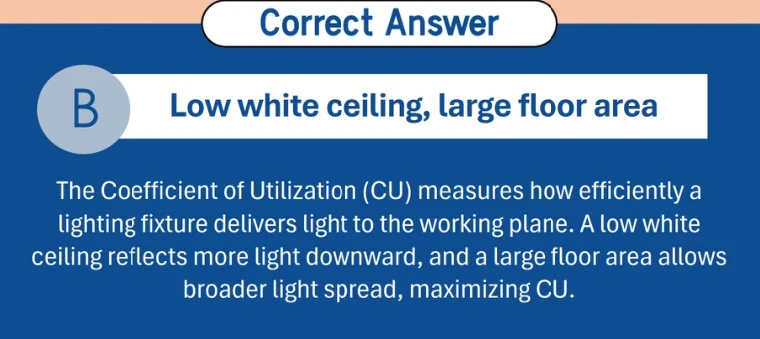 Correct Answer
B
Low white ceiling, large floor area
The Coefficient of Utilization (CU) measures how efficiently a
lighting fixture delivers light to the working plane. A low white
ceiling reflects more light downward, and a large floor area allows
broader light spread, maximizing CU.